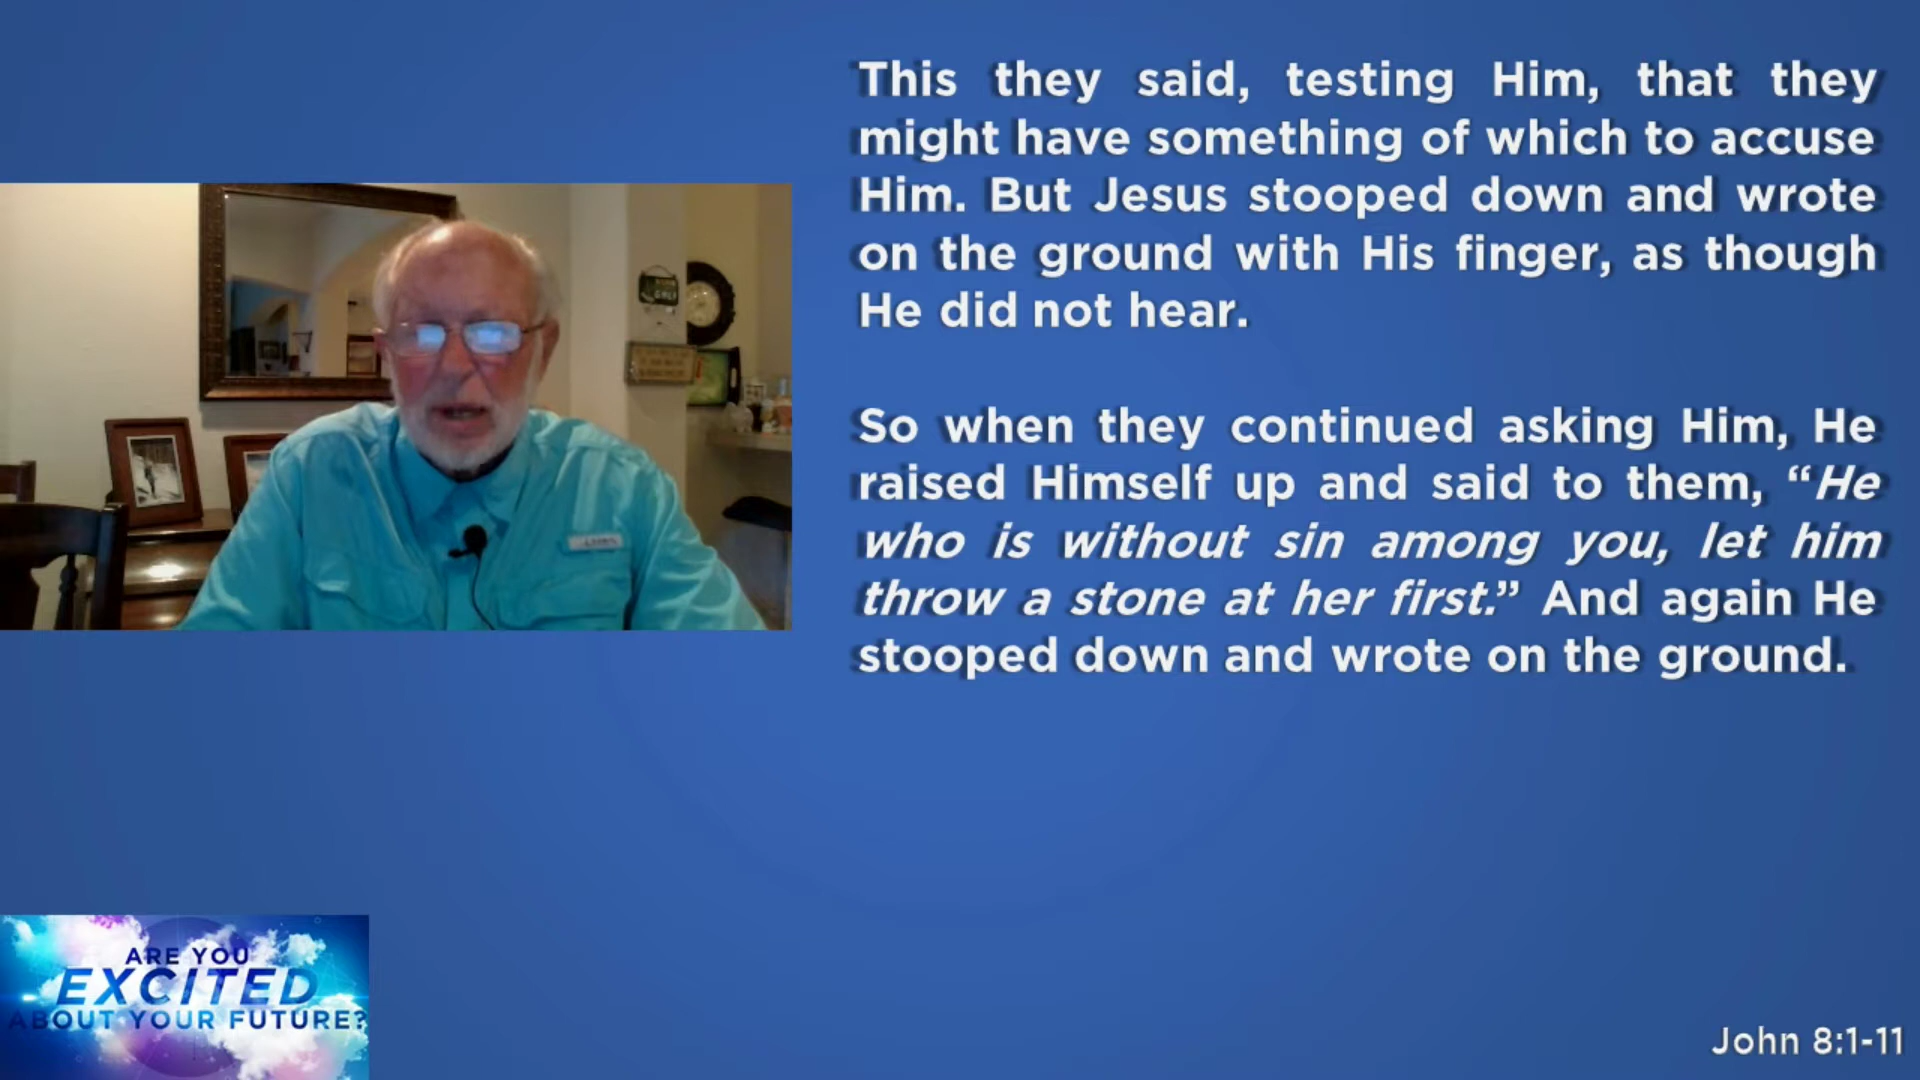 This they said, testing Him, that they
might have something of which to accuse
Him. But Jesus stooped down and wrote
on the ground with His finger, as though
He did not hear.
So when they continued asking Him, He
raised Himself up and said to them, “He
who is without sin among you, let him
throw a stone at her first.” And again He
stooped down and wrote on the ground.
ARE YOU
EXCITED
ABOUT YOUR FUTURE?
John 8:1-11